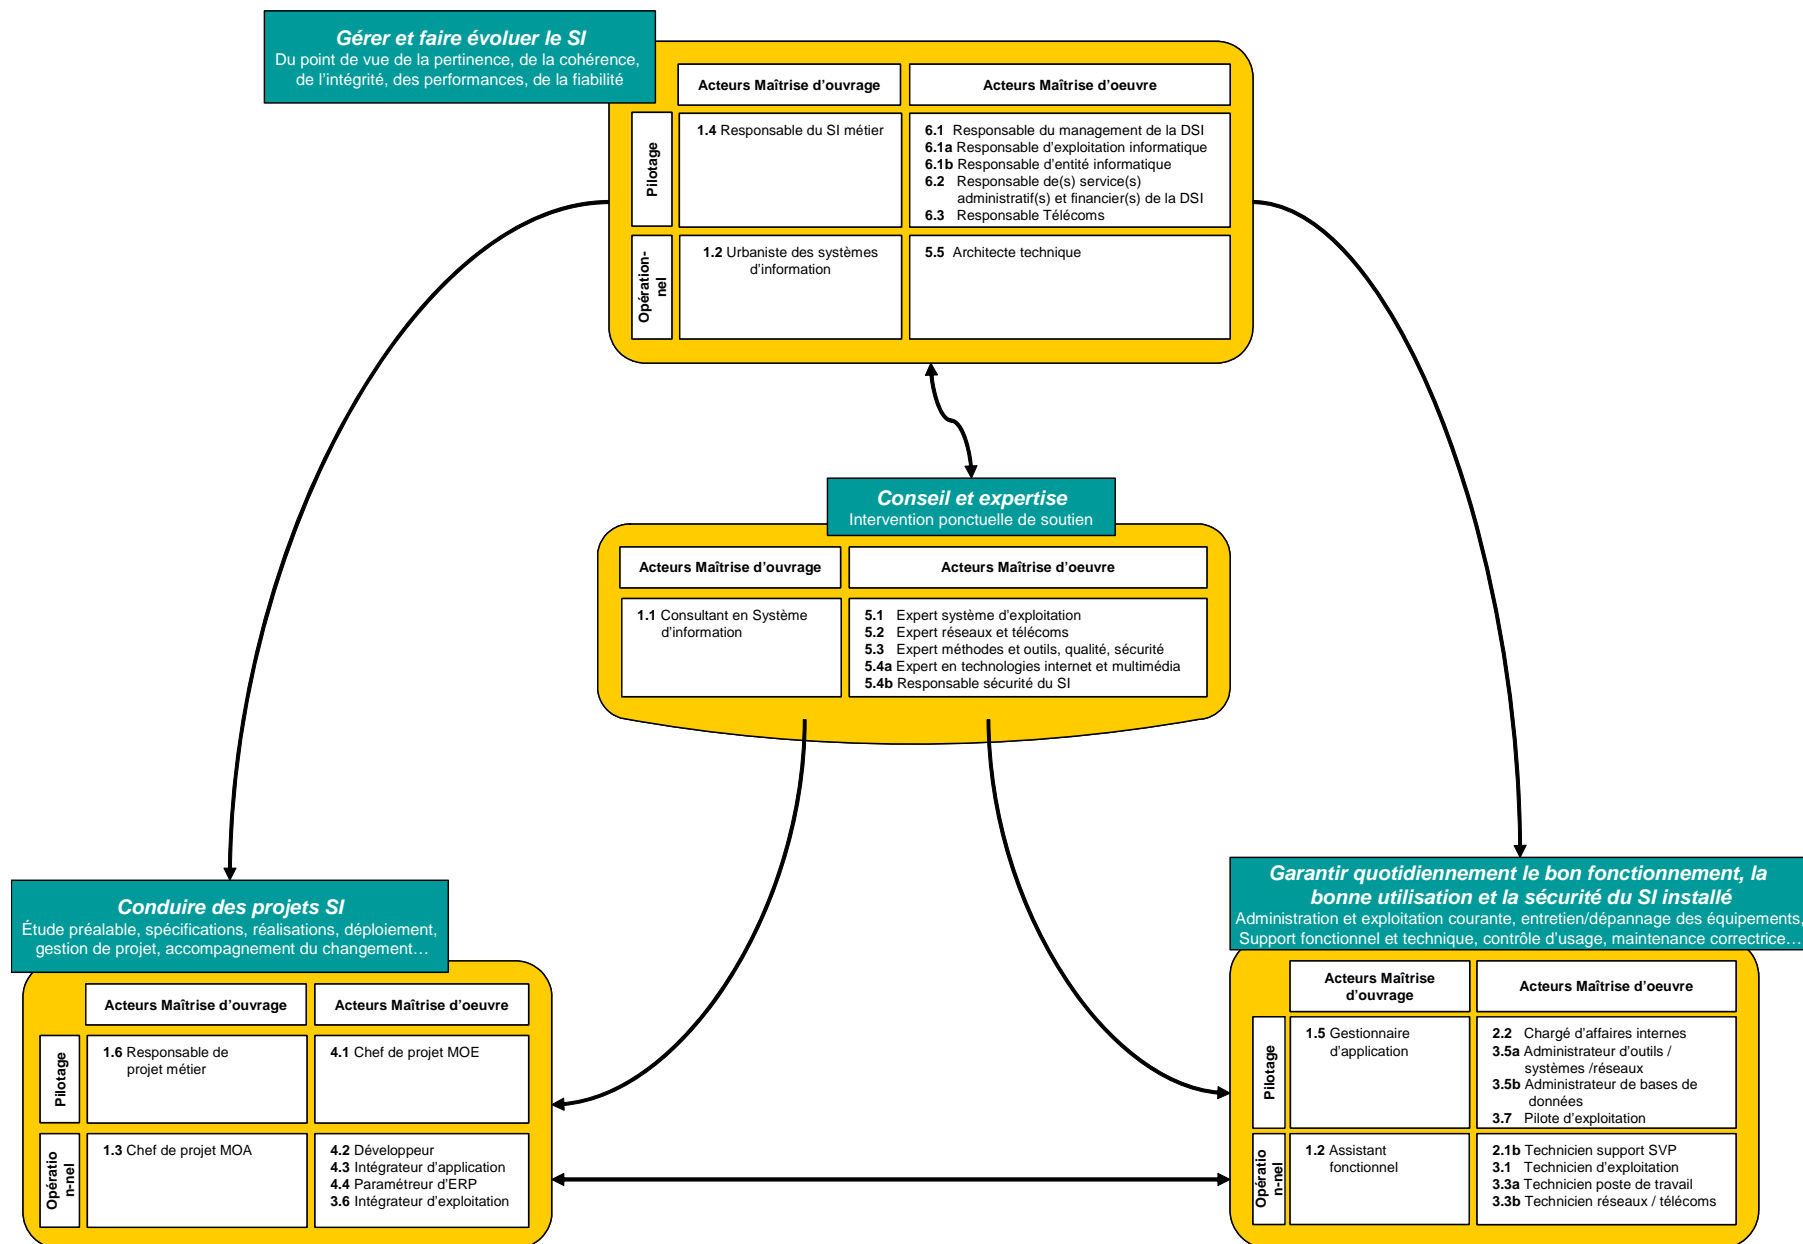 Gérer et faire évoluer le SI
Du point de vue de la pertinence, de la cohérence,
de l'intégrité, des performances, de la fiabilité
Acteurs Maîtrise d'ouvrage
Acteurs Maîtrise d'oeuvre
Pilotage
1.4 Responsable du SI métier
6.1 Responsable du management de la DSI
6.1a Responsable d'exploitation informatique
6.1b Responsable d'entité informatique
6.2 Responsable de(s) service(s)
administratif(s) et financier(s) de la DSI
6.3 Responsable Télécoms
Opération-
nel
1.2 Urbaniste des systèmes
d'information
5.5 Architecte technique
Conseil et expertise
Intervention ponctuelle de soutien
Acteurs Maîtrise d'ouvrage
Acteurs Maîtrise d'oeuvre
1.1 Consultant en Système
d'information
5.1 Expert système d'exploitation
5.2 Expert réseaux et télécoms
5.3 Expert méthodes et outils, qualité, sécurité
5.4a Expert en technologies internet et multimédia
5.4b Responsable sécurité du SI
Conduire des projets SI
Étude préalable, spécifications, réalisations, déploiement,
gestion de projet, accompagnement du changement…
Acteurs Maîtrise d'ouvrage
Acteurs Maîtrise d'oeuvre
Pilotage
1.6 Responsable de
projet métier
4.1 Chef de projet MOE
Opératio
n-nel
1.3 Chef de projet MOA
4.2 Développeur
4.3 Intégrateur d'application
4.4 Paramétreur d'ERP
3.6 Intégrateur d'exploitation
Garantir quotidiennement le bon fonctionnement, la
bonne utilisation et la sécurité du SI installé
Administration et exploitation courante, entretien/dépannage des équipements,
Support fonctionnel et technique, contrôle d'usage, maintenance correctrice…
Acteurs Maîtrise
d'ouvrage
Acteurs Maîtrise d'oeuvre
Pilotage
1.5 Gestionnaire
d'application
2.2 Chargé d'affaires internes
3.5a Administrateur d'outils /
systèmes /réseaux
3.5b Administrateur de bases de
données
3.7 Pilote d'exploitation
Opératio
n-nel
1.2 Assistant
fonctionnel
2.1b Technicien support SVP
3.1 Technicien d'exploitation
3.3a Technicien poste de travail
3.3b Technicien réseaux / télécoms